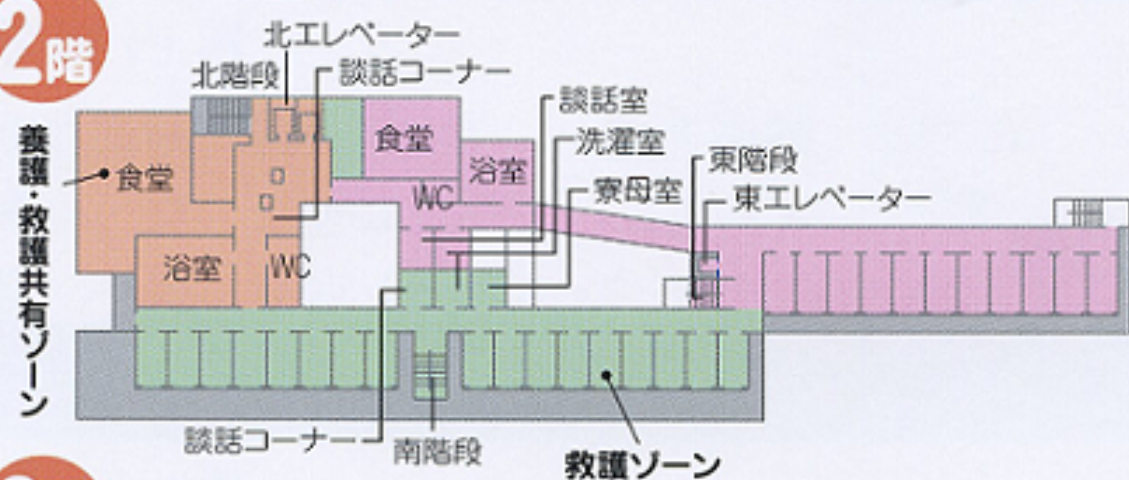 2階
北エレベーター
北階段
談話コーナー
談話室
洗濯室
寮母室
東階段
東エレベーター
養護・救護共有ゾーン
食堂
食堂
浴室
WC
浴室
WC
談話コーナー
南階段
救護ゾーン